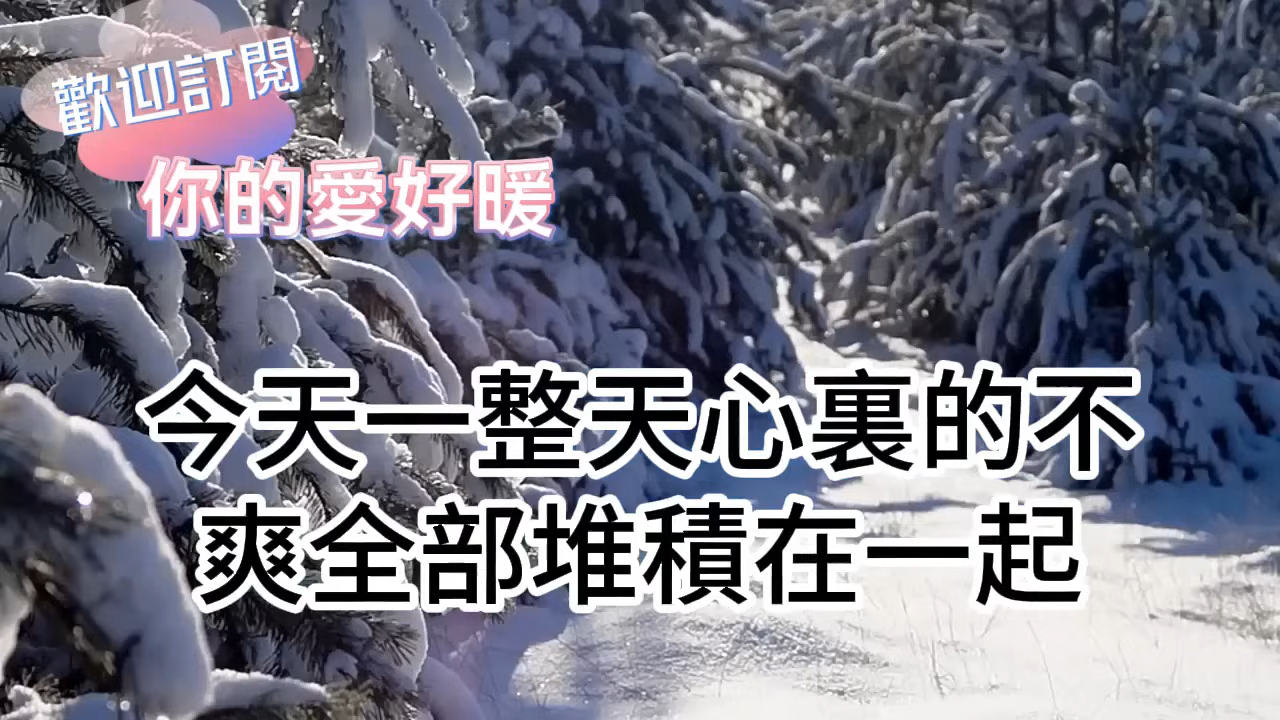 歡迎訂閱
你的愛好暖
今天一整天心裏的不
爽全部堆積在一起